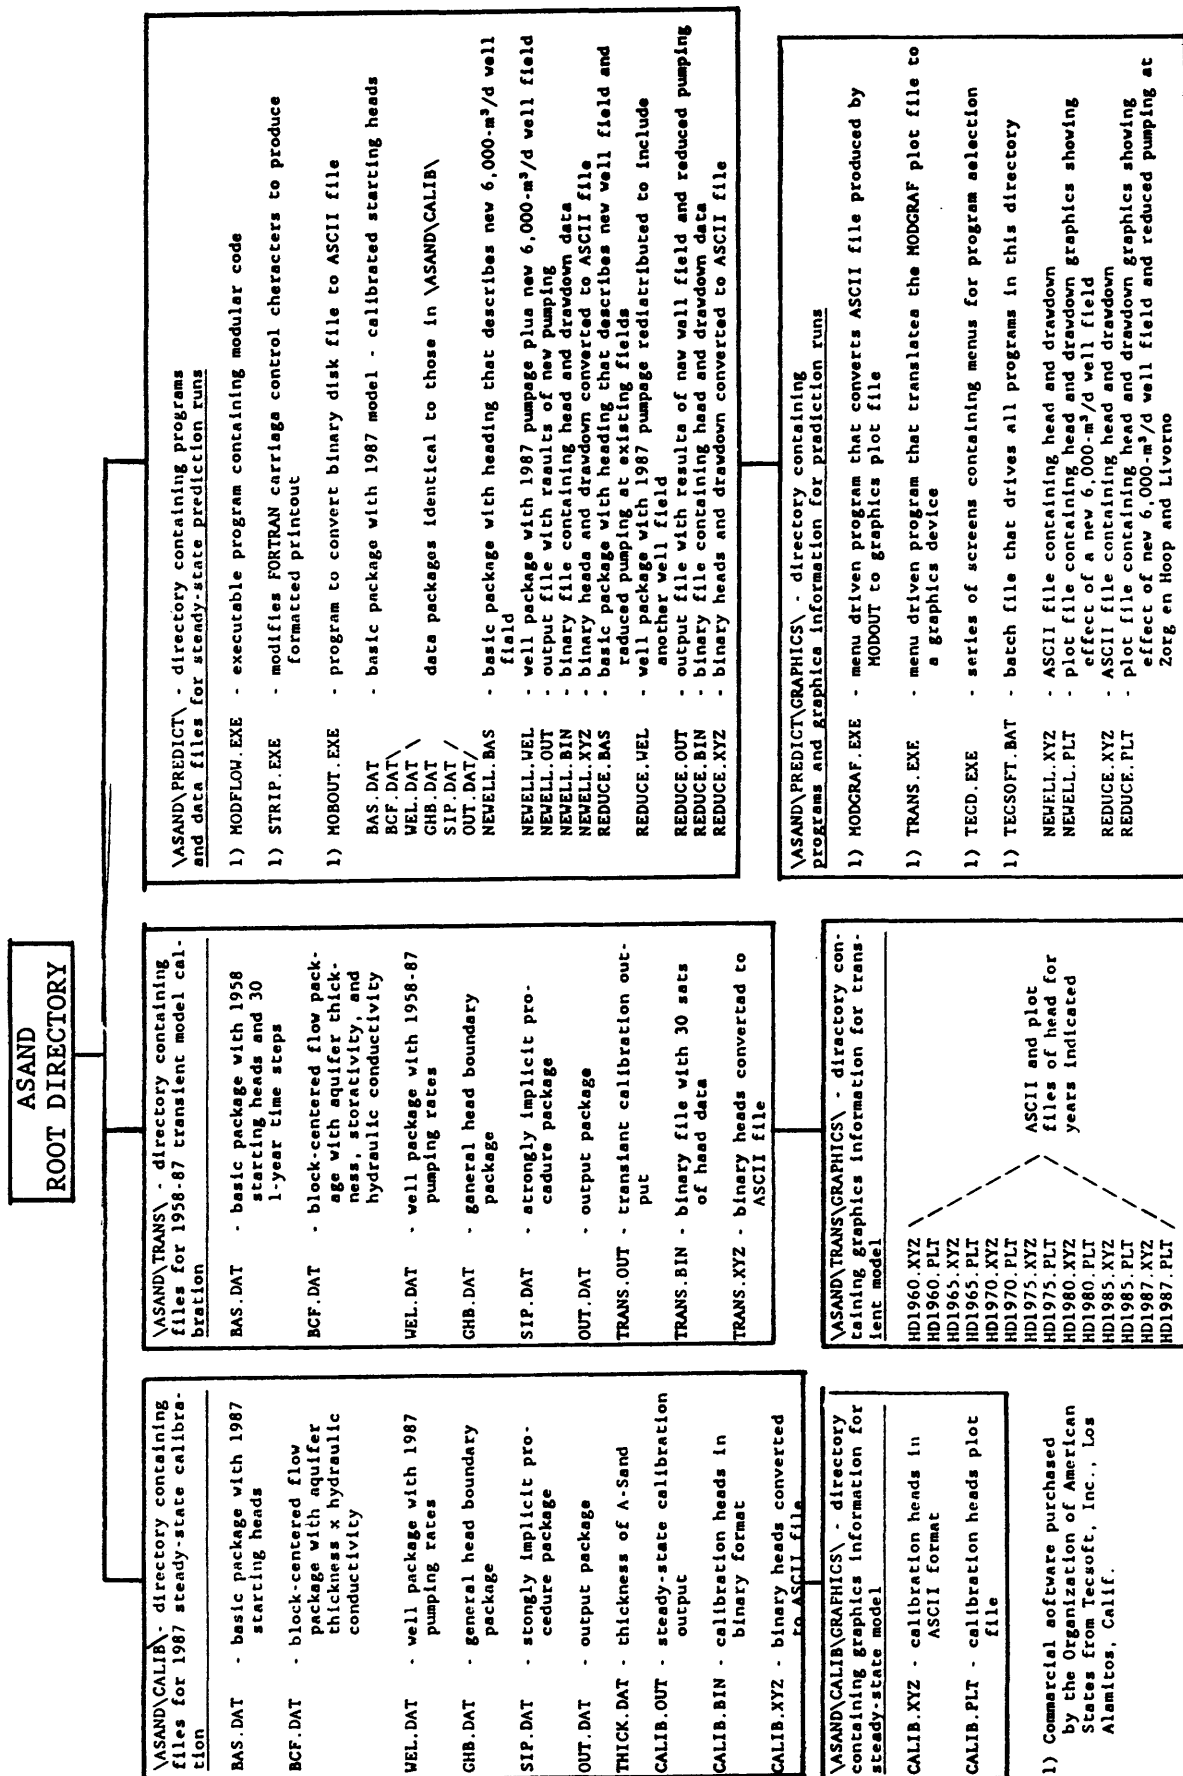 ASAND
ROOT DIRECTORY
\ASAND\CALIB\ - directory containing
files for 1987 steady-state calibra-
tion
BAS.DAT - basic package with 1987
starting heads
BCF.DAT - block-centered flow
package with aquifer
thickness x hydraulic
conductivity
WEL.DAT - well package with 1987
pumping rates
GHB.DAT - general head boundary
package
SIP.DAT - stongly implicit pro-
cedure package
OUT.DAT - output package
THICK.DAT - thickness of A-Sand
CALIB.OUT - steady-state calibration
output
CALIB.BIN - calibration heads in
binary format
CALIB.XYZ - binary heads converted
to ASCII file
\ASAND\CALIB\GRAPHICS\ - directory
containing graphics information for
steady-state model
CALIB.XYZ - calibration heads in
ASCII format
CALIB.PLT - calibration heads plot
file
1) Commercial software purchased
by the Organization of American
States from Tecsoft, Inc., Los
Alamitos, Calif.
\ASAND\TRANS\ - directory containing
files for 1958-87 transient model cal-
bration
BAS.DAT - basic package with 1958
starting heads and 30
1-year time steps
BCF.DAT - block-centered flow pack-
age with aquifer thick-
ness, storativity, and
hydraulic conductivity
WEL.DAT - well package with 1958-87
pumping rates
GHB.DAT - general head boundary
package
SIP.DAT - strongly implicit pro-
cedure package
OUT.DAT - output package
TRANS.OUT - transient calibration out-
put
TRANS.BIN - binary file with 30 sets
of head data
TRANS.XYZ - binary heads converted to
ASCII file
\ASAND\TRANS\GRAPHICS\ - directory con-
taining graphics information for trans-
ient model
HD1960.XYZ
HD1960.PLT
HD1965.XYZ
HD1965.PLT
HD1970.XYZ
HD1970.PLT
HD1975.XYZ
HD1975.PLT
HD1980.XYZ
HD1980.PLT
HD1985.XYZ
HD1985.PLT
HD1987.XYZ
HD1987.PLT
ASCII and plot
files of head for
years indicated
\ASAND\PREDICT\ - directory containing programs
and data files for steady-state prediction runs
1) MODFLOW.EXE - executable program containing modular code
1) STRIP.EXE - modifies FORTRAN carriage control characters to produce
formatted printout
1) MOBOUT.EXE - program to convert binary disk file to ASCII file
BAS.DAT - basic package with 1987 model - calibrated starting heads
BCF.DAT\
WEL.DAT \
GHB.DAT data packages identical to those in \ASAND\CALIB\
SIP.DAT /
OUT.DAT/
NEWELL.BAS - basic package with heading that describes new 6,000-m³/d well
field
NEWELL.WEL - well package with 1987 pumpage plus new 6,000-m³/d well field
NEWELL.OUT - output file with results of new pumping
NEWELL.BIN - binary file containing head and drawdown data
NEWELL.XYZ - binary heads and drawdown converted to ASCII file
REDUCE.BAS - basic package with heading that describes new well field and
reduced pumping at existing fields
REDUCE.WEL - well package with 1987 pumpage redistributed to include
another well field
REDUCE.OUT - output file with results of new well field and reduced pumping
REDUCE.BIN - binary file containing head and drawdown data
REDUCE.XYZ - binary heads and drawdown converted to ASCII file
\ASAND\PREDICT\GRAPHICS\ - directory containing
programs and graphics information for prediction runs
1) MODGRAF.EXE - menu driven program that converts ASCII file produced by
MODOUT to graphics plot file
1) TRANS.EXE - menu driven program that translates the MODGRAF plot file to
a graphics device
1) TECD.EXE - series of screens containing menus for program selection
1) TECSOFT.BAT - batch file that drives all programs in this directory
NEWELL.XYZ - ASCII file containing head and drawdown
NEWELL.PLT - plot file containing head and drawdown graphics showing
effect of a new 6,000-m³/d well field
REDUCE.XYZ - ASCII file containing head and drawdown
REDUCE.PLT - plot file containing head and drawdown graphics showing
effect of new 6,000-m³/d well field and reduced pumping at
Zorg en Hoop and Livorno